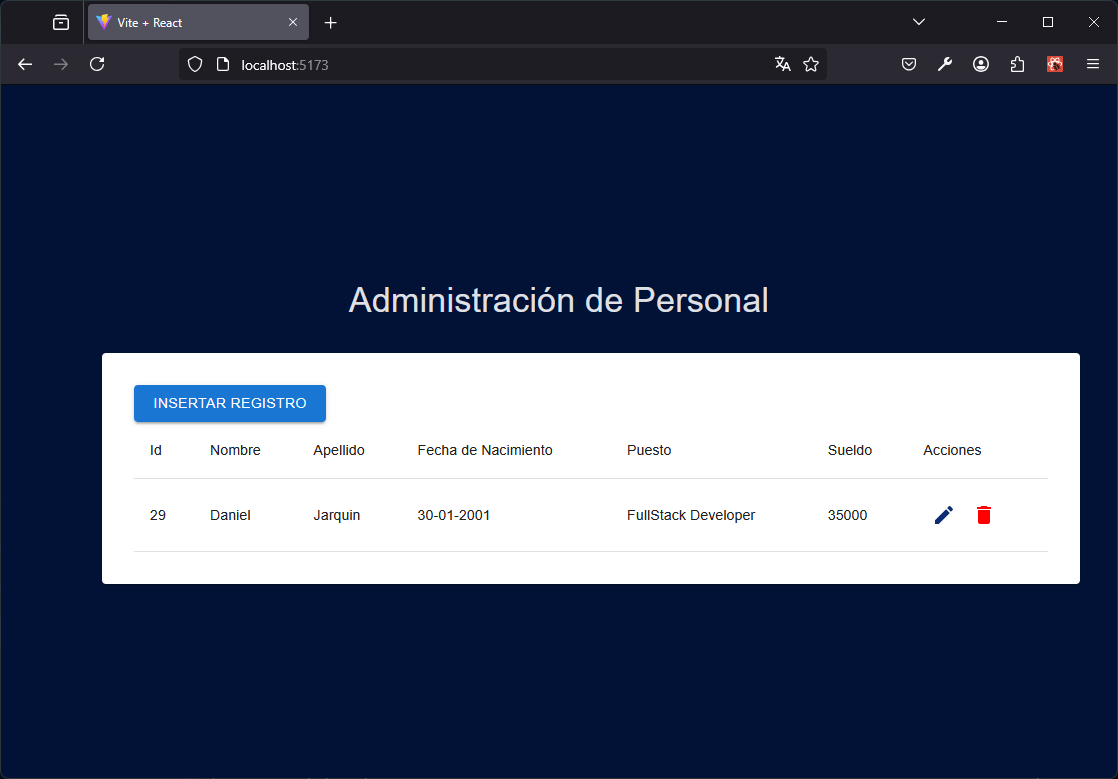 Vite + React
localhost:5173
Administración de Personal
INSERTAR REGISTRO
Id Nombre Apellido Fecha de Nacimiento Puesto Sueldo Acciones
29 Daniel Jarquin 30-01-2001 FullStack Developer 35000